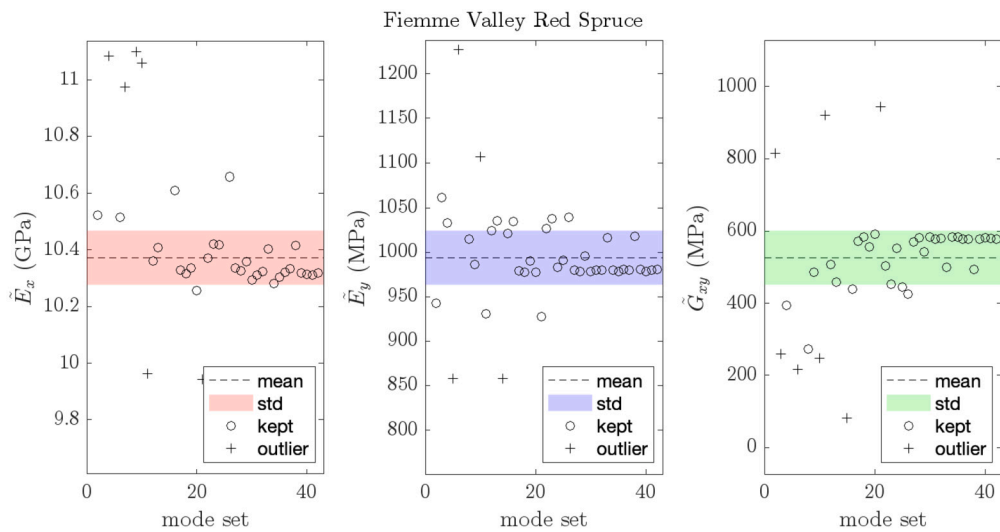 Fiemme Valley Red Spruce
Ẽx (GPa)
11
10.8
10.6
10.4
10.2
10
9.8
mean
std
kept
outlier
0 20 40
mode set
Ẽy (MPa)
1200
1150
1100
1050
1000
950
900
850
800
mean
std
kept
outlier
0 20 40
mode set
G̃xy (MPa)
1000
800
600
400
200
0
mean
std
kept
outlier
0 20 40
mode set